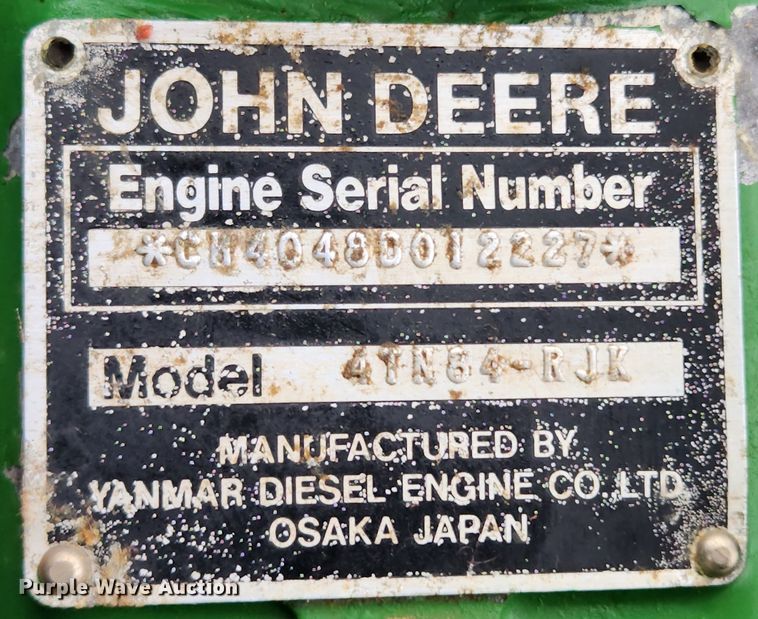 JOHN DEERE
Engine Serial Number
*CH4048D012227*
Model 4TN84-RJK
MANUFACTURED BY
YANMAR DIESEL ENGINE CO.,LTD.
OSAKA JAPAN
Purple Wave Auction